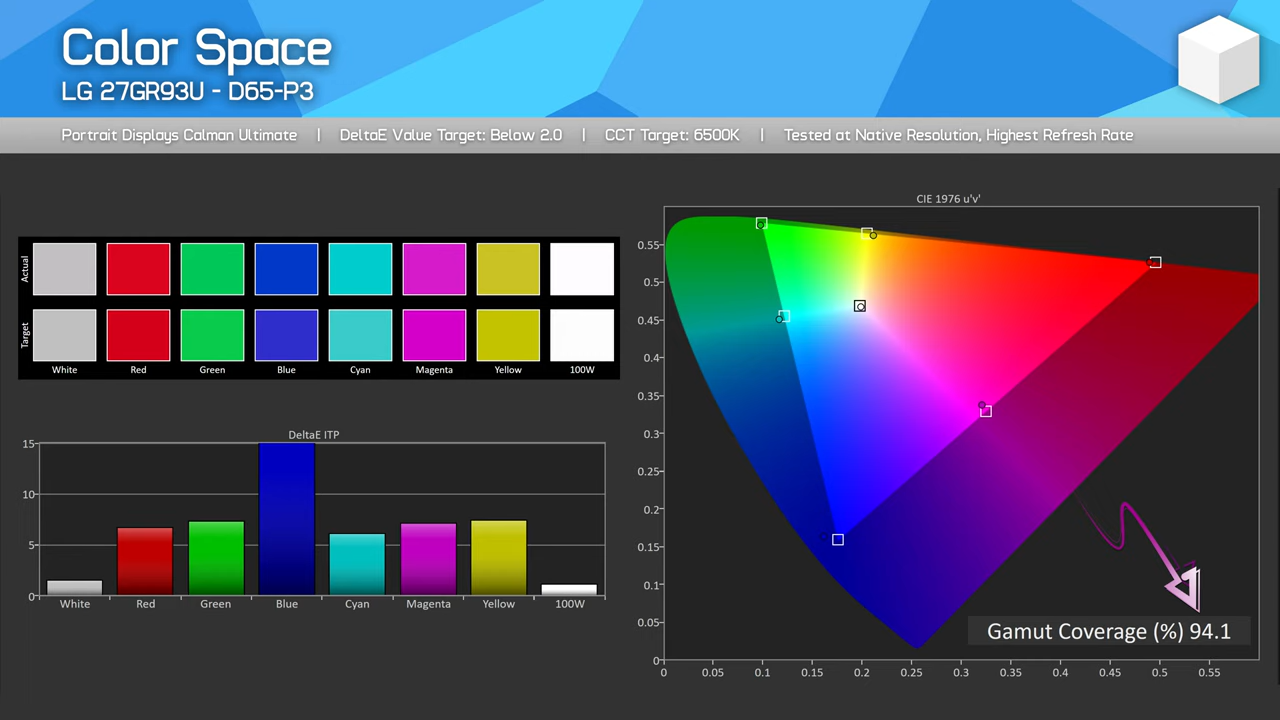 Color Space
LG 27GR93U - D65-P3
Portrait Displays Calman Ultimate | DeltaE Value Target: Below 2.0 | CCT Target: 6500K | Tested at Native Resolution, Highest Refresh Rate
Actual
Target
White Red Green Blue Cyan Magenta Yellow 100W
DeltaE ITP
15
10
5
0
White Red Green Blue Cyan Magenta Yellow 100W
CIE 1976 u'v'
0.55
0.5
0.45
0.4
0.35
0.3
0.25
0.2
0.15
0.1
0.05
0
0 0.05 0.1 0.15 0.2 0.25 0.3 0.35 0.4 0.45 0.5 0.55
Gamut Coverage (%) 94.1